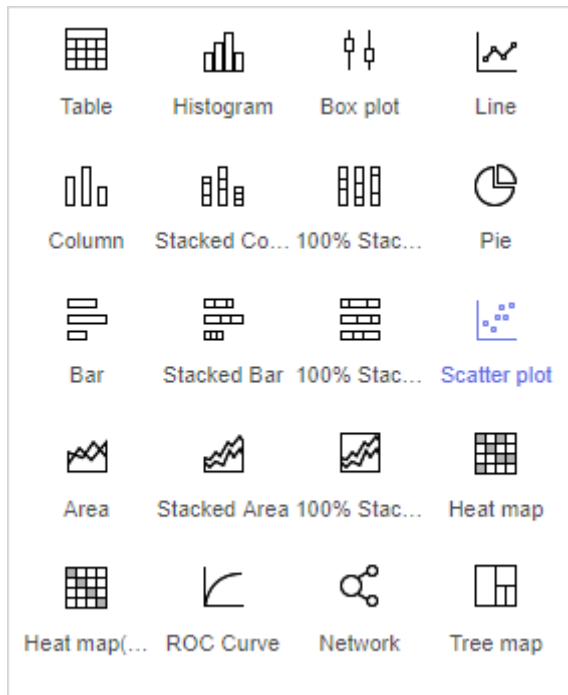 Table
Histogram
Box plot
Line
Column
Stacked Co...
100% Stac...
Pie
Bar
Stacked Bar
100% Stac...
Scatter plot
Area
Stacked Area
100% Stac...
Heat map
Heat map(...
ROC Curve
Network
Tree map